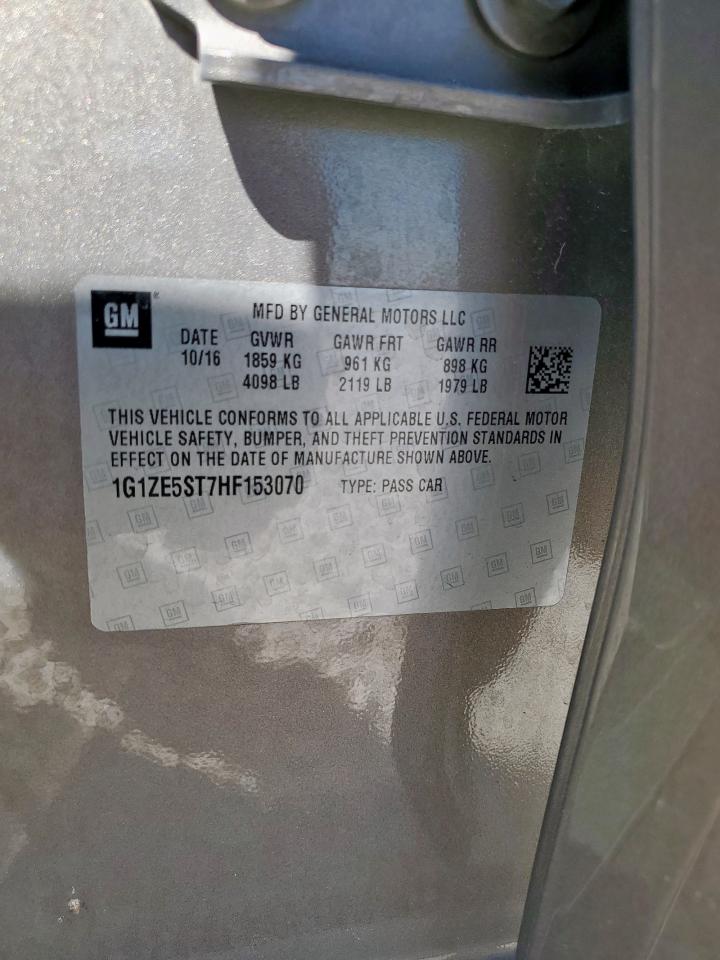 GM
MFD BY GENERAL MOTORS LLC
DATE GVWR GAWR FRT GAWR RR
10/16 1859 KG 961 KG 898 KG
4098 LB 2119 LB 1979 LB
THIS VEHICLE CONFORMS TO ALL APPLICABLE U.S. FEDERAL MOTOR
VEHICLE SAFETY, BUMPER, AND THEFT PREVENTION STANDARDS IN
EFFECT ON THE DATE OF MANUFACTURE SHOWN ABOVE.
1G1ZE5ST7HF153070 TYPE: PASS CAR